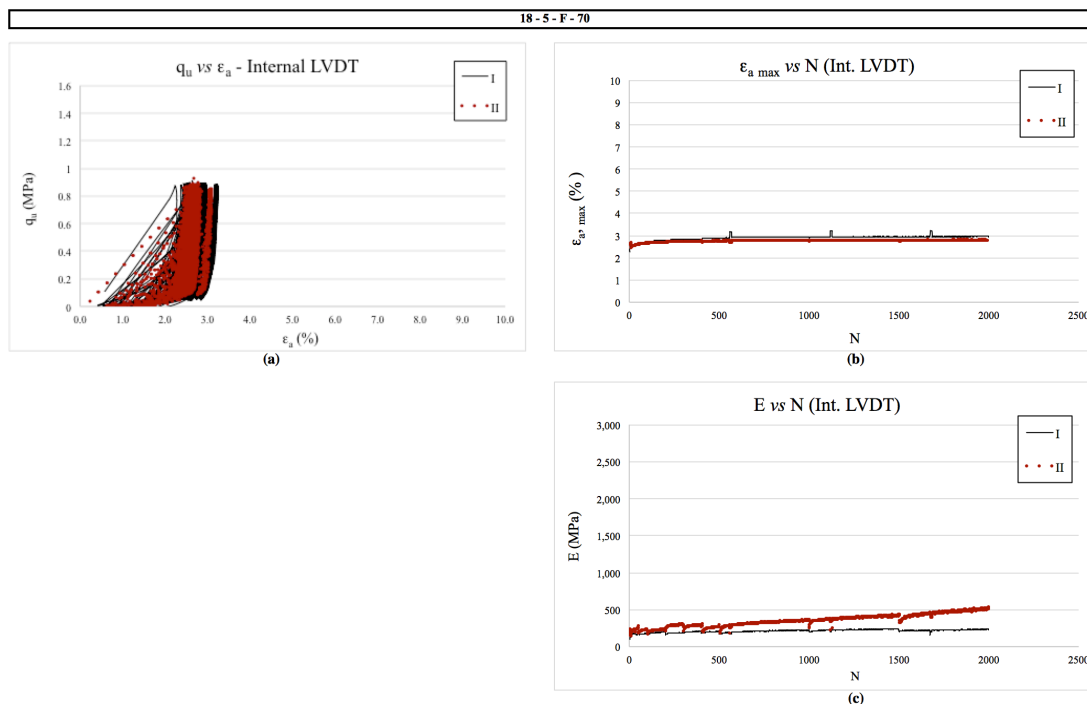 18 - 5 - F - 70
qu vs εa - Internal LVDT
I
II
1.6
1.4
1.2
1
0.8
0.6
0.4
0.2
0
qu (MPa)
0.0 1.0 2.0 3.0 4.0 5.0 6.0 7.0 8.0 9.0 10.0
εa (%)
(a)
εa max vs N (Int. LVDT)
I
II
10
9
8
7
6
5
4
3
2
1
0
εa, max (%)
0 500 1000 1500 2000 2500
N
(b)
E vs N (Int. LVDT)
I
II
3,000
2,500
2,000
1,500
1,000
500
0
E (MPa)
0 500 1000 1500 2000 2500
N
(c)